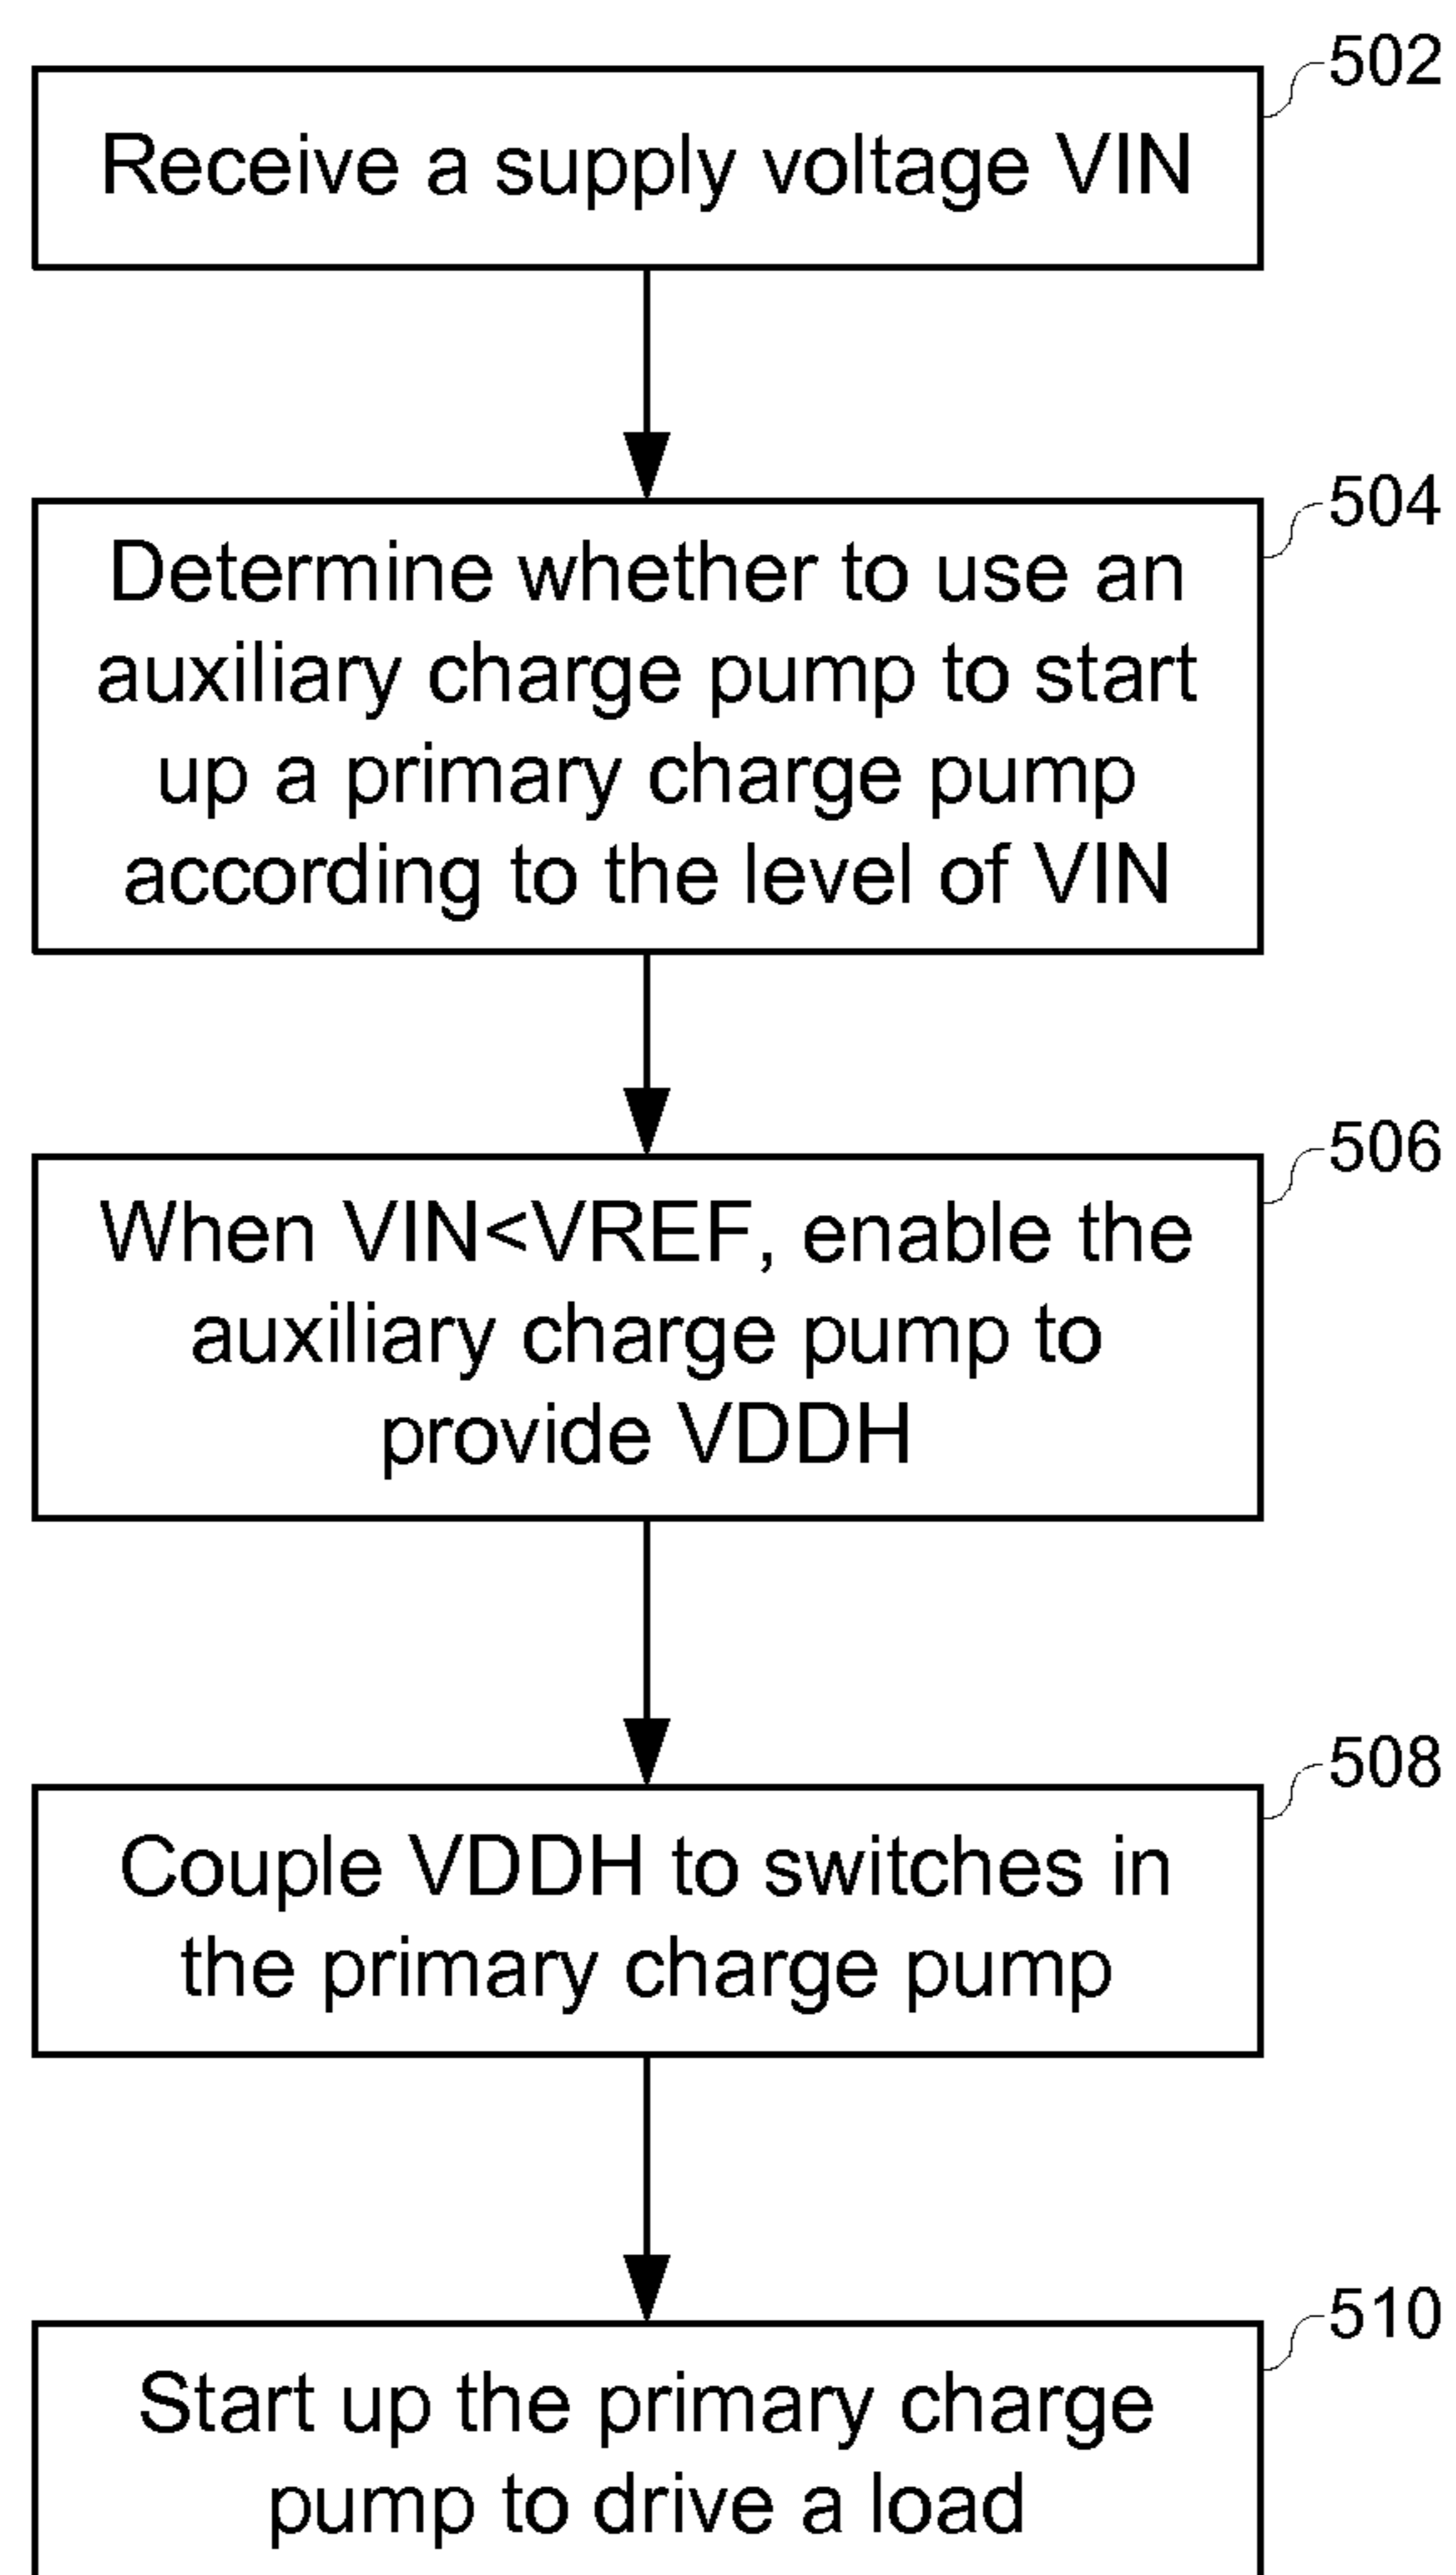 502
Receive a supply voltage VIN
504
Determine whether to use an
auxiliary charge pump to start
up a primary charge pump
according to the level of VIN
506
When VIN<VREF, enable the
auxiliary charge pump to
provide VDDH
508
Couple VDDH to switches in
the primary charge pump
510
Start up the primary charge
pump to drive a load